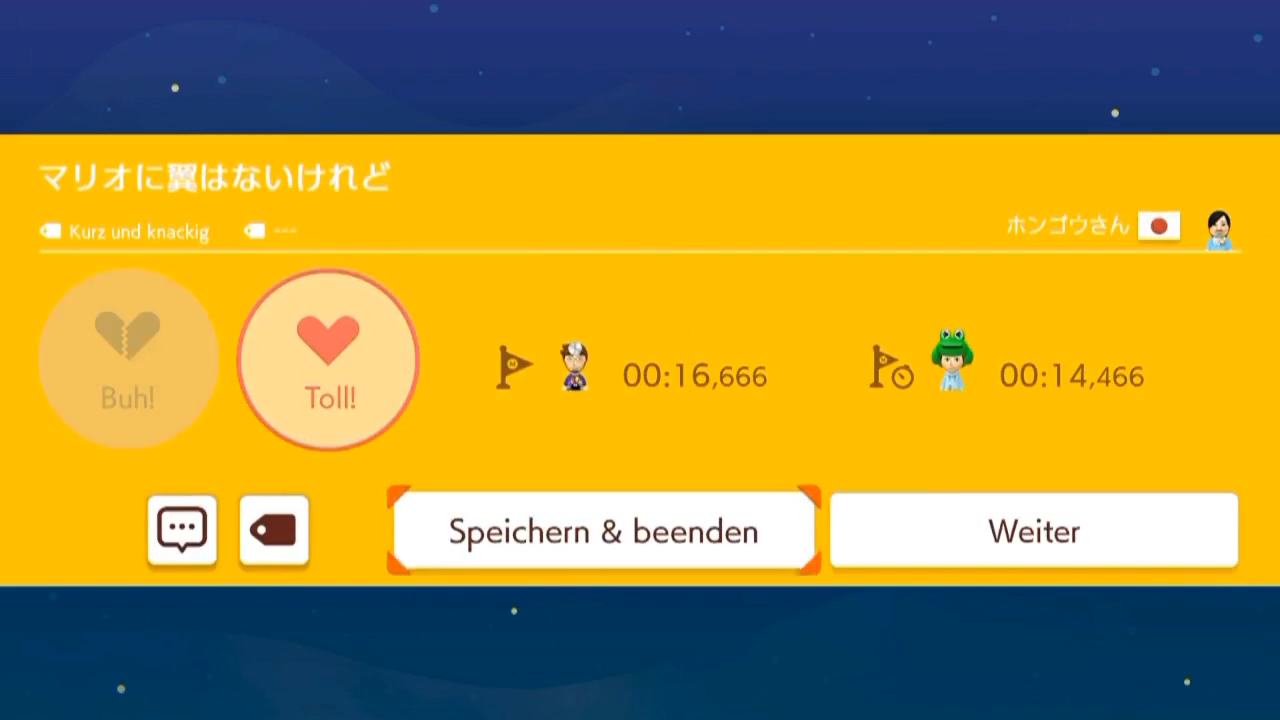 マリオに翼はないけれど
Kurz und knackig ---
ホンゴウさん
Buh!
Toll!
00:16,666
00:14,466
Speichern & beenden
Weiter